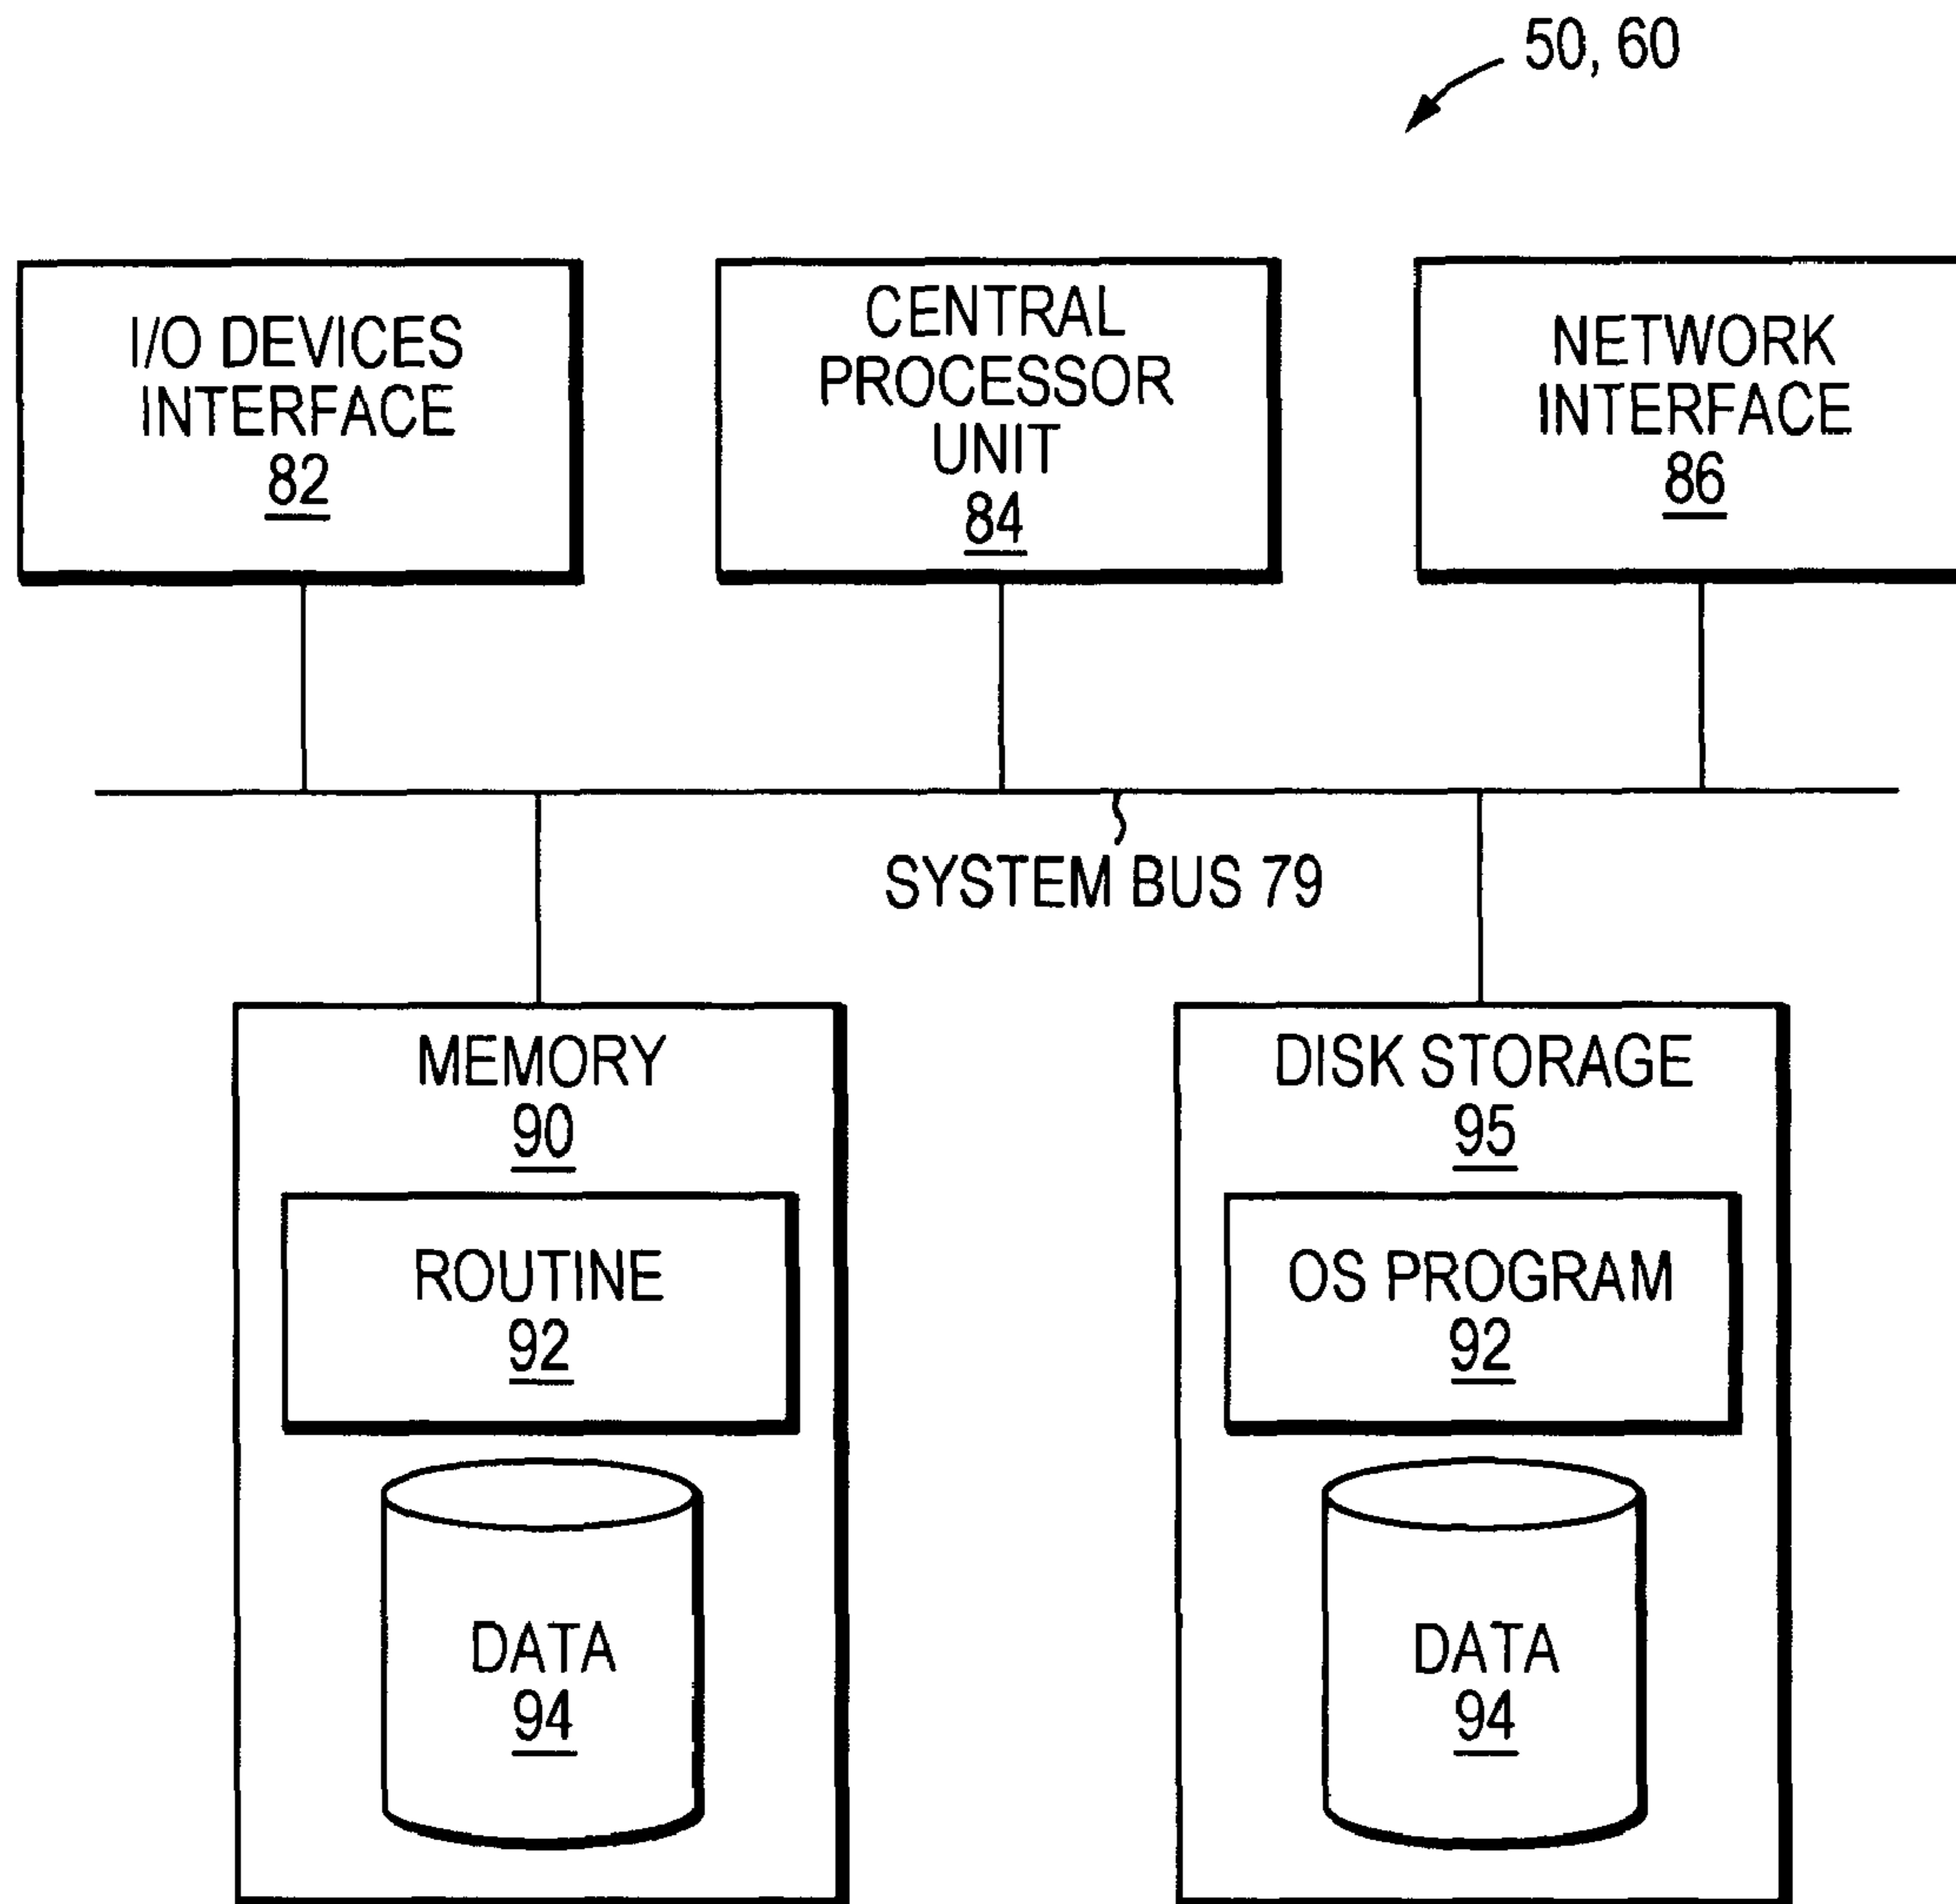 50, 60
I/O DEVICES
INTERFACE
82
CENTRAL
PROCESSOR
UNIT
84
NETWORK
INTERFACE
86
SYSTEM BUS 79
MEMORY
90
ROUTINE
92
DATA
94
DISK STORAGE
95
OS PROGRAM
92
DATA
94